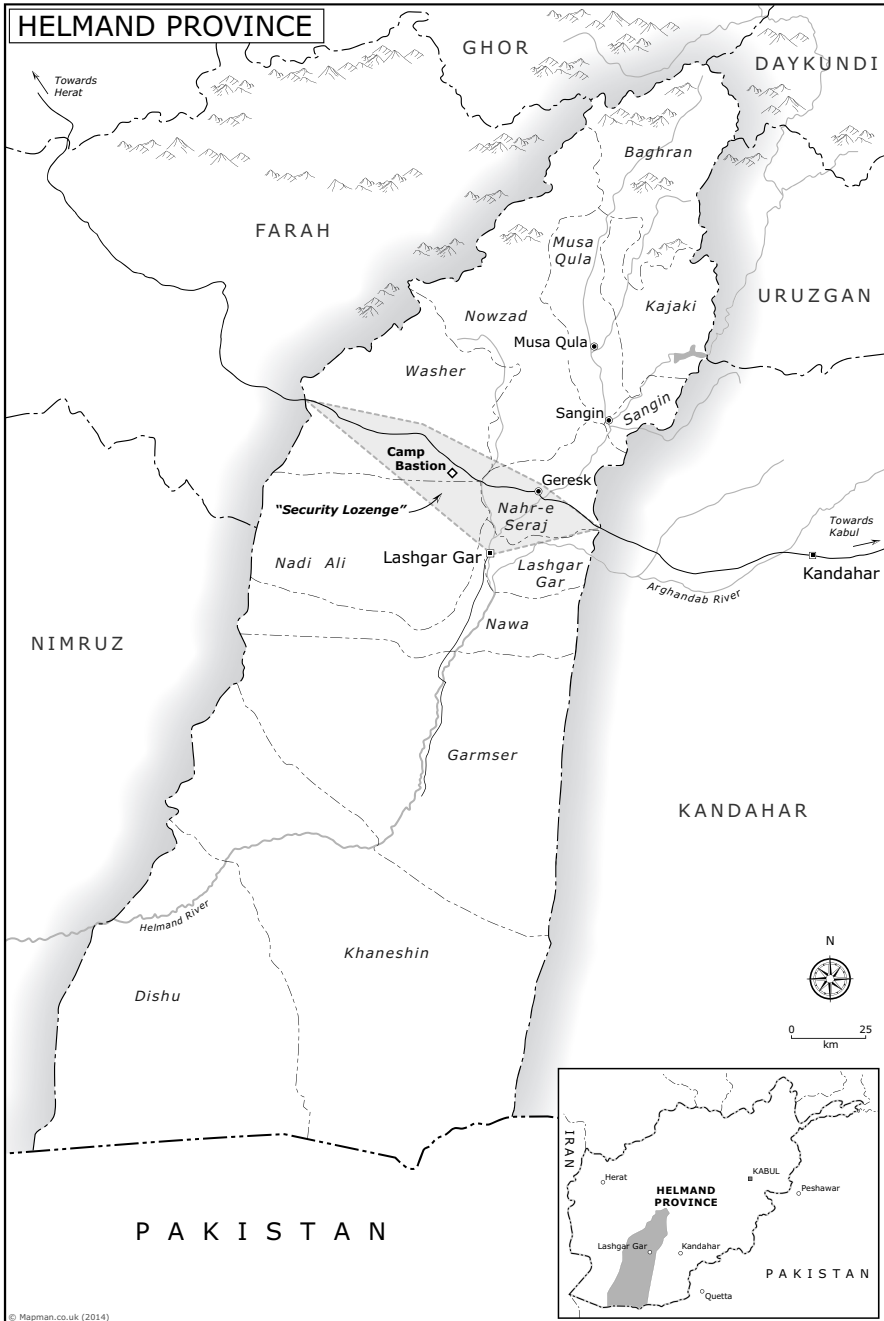 HELMAND PROVINCE
GHOR
DAYKUNDI
Towards
Herat
Baghran
FARAH
Musa
Qula
URUZGAN
Kajaki
Nowzad
Musa Qula
Washer
Sangin
Sangin
Camp
Bastion
Geresk
"Security Lozenge"
Nahr-e
Seraj
Towards
Kabul
Lashgar Gar
Nadi Ali
Lashgar
Gar
Kandahar
Arghandab River
Nawa
NIMRUZ
Garmser
KANDAHAR
Helmand River
Khaneshin
Dishu
N
0 25
km
PAKISTAN
IRAN
Herat
KABUL
Peshawar
HELMAND
PROVINCE
Lashgar Gar
Kandahar
PAKISTAN
Quetta
© Mapman.co.uk (2014)